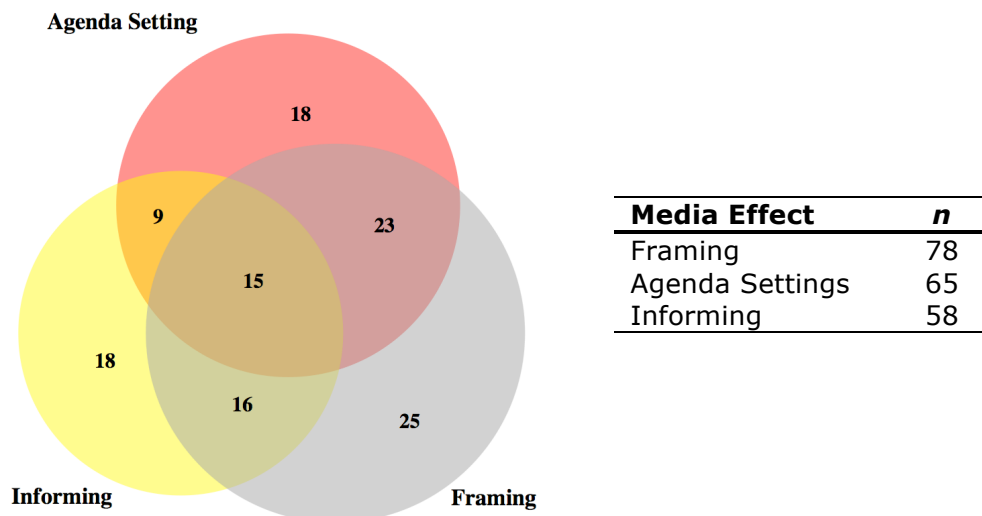 Agenda Setting
18
9
23
15
18
16
25
Informing
Framing
Media Effect n
Framing 78
Agenda Settings 65
Informing 58